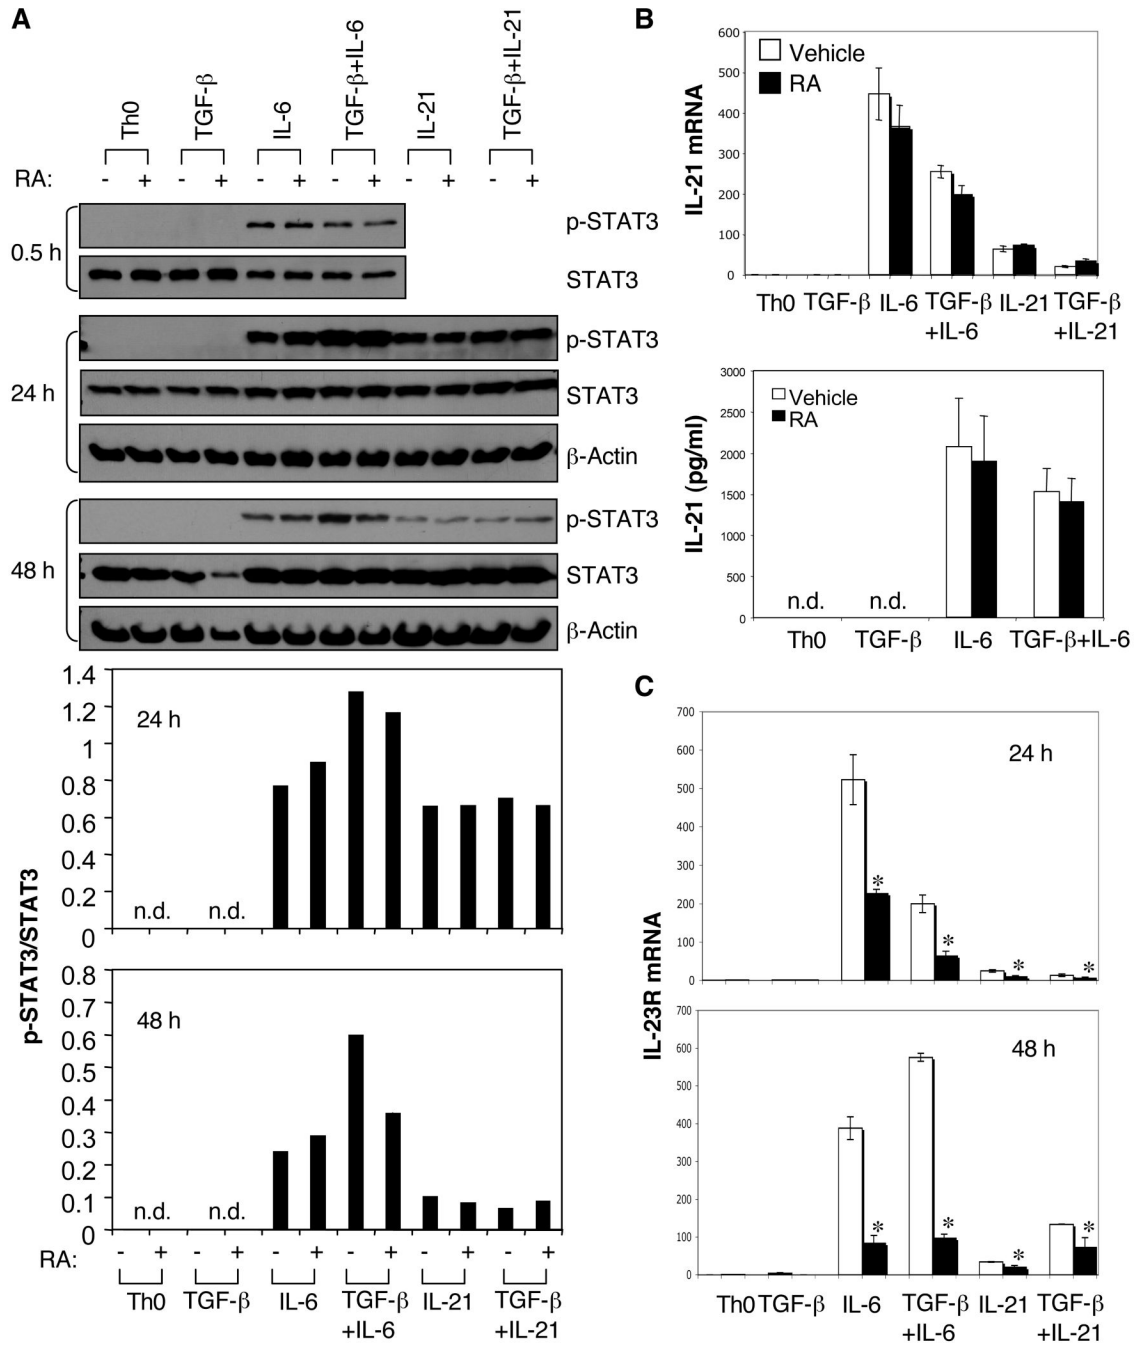 A
Th0
TGF-β
IL-6
TGF-β+IL-6
IL-21
TGF-β+IL-21
RA: - + - + - + - + - + - +
0.5 h
p-STAT3
STAT3
24 h
p-STAT3
STAT3
β-Actin
48 h
p-STAT3
STAT3
β-Actin
p-STAT3/STAT3
1.4
1.2
1
0.8
0.6
0.4
0.2
0
24 h
n.d. n.d.
0.8
0.7
0.6
0.5
0.4
0.3
0.2
0.1
0
48 h
n.d. n.d.
RA: - + - + - + - + - + - +
Th0 TGF-β IL-6 TGF-β IL-21 TGF-β
+IL-6 +IL-21
B
IL-21 mRNA
600
500
400
300
200
100
0
Vehicle
RA
Th0 TGF-β IL-6 TGF-β IL-21 TGF-β
+IL-6 +IL-21
IL-21 (pg/ml)
3000
2500
2000
1500
1000
500
0
Vehicle
RA
n.d. n.d.
Th0 TGF-β IL-6 TGF-β+IL-6
C
IL-23R mRNA
700
600
500
400
300
200
100
0
24 h
* * * *
700
600
500
400
300
200
100
0
48 h
* * * *
Th0 TGF-β IL-6 TGF-β IL-21 TGF-β
+IL-6 +IL-21